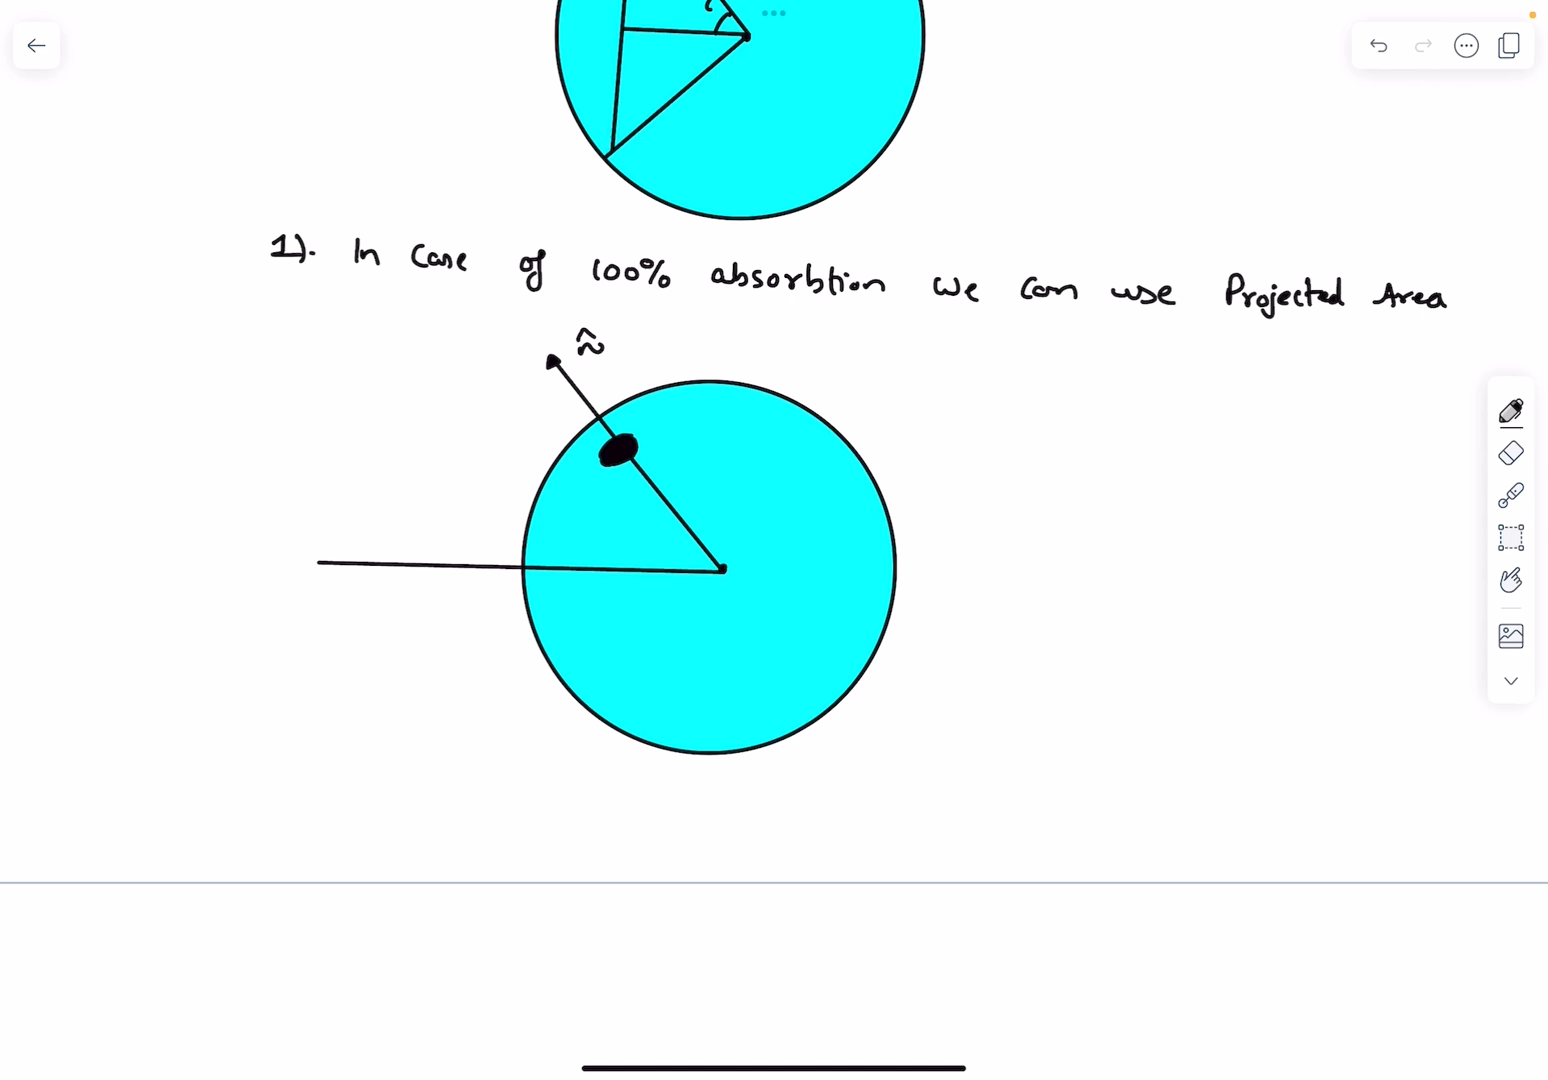 1). In Case of 100% absorbtion we can use Projected Area
n̂